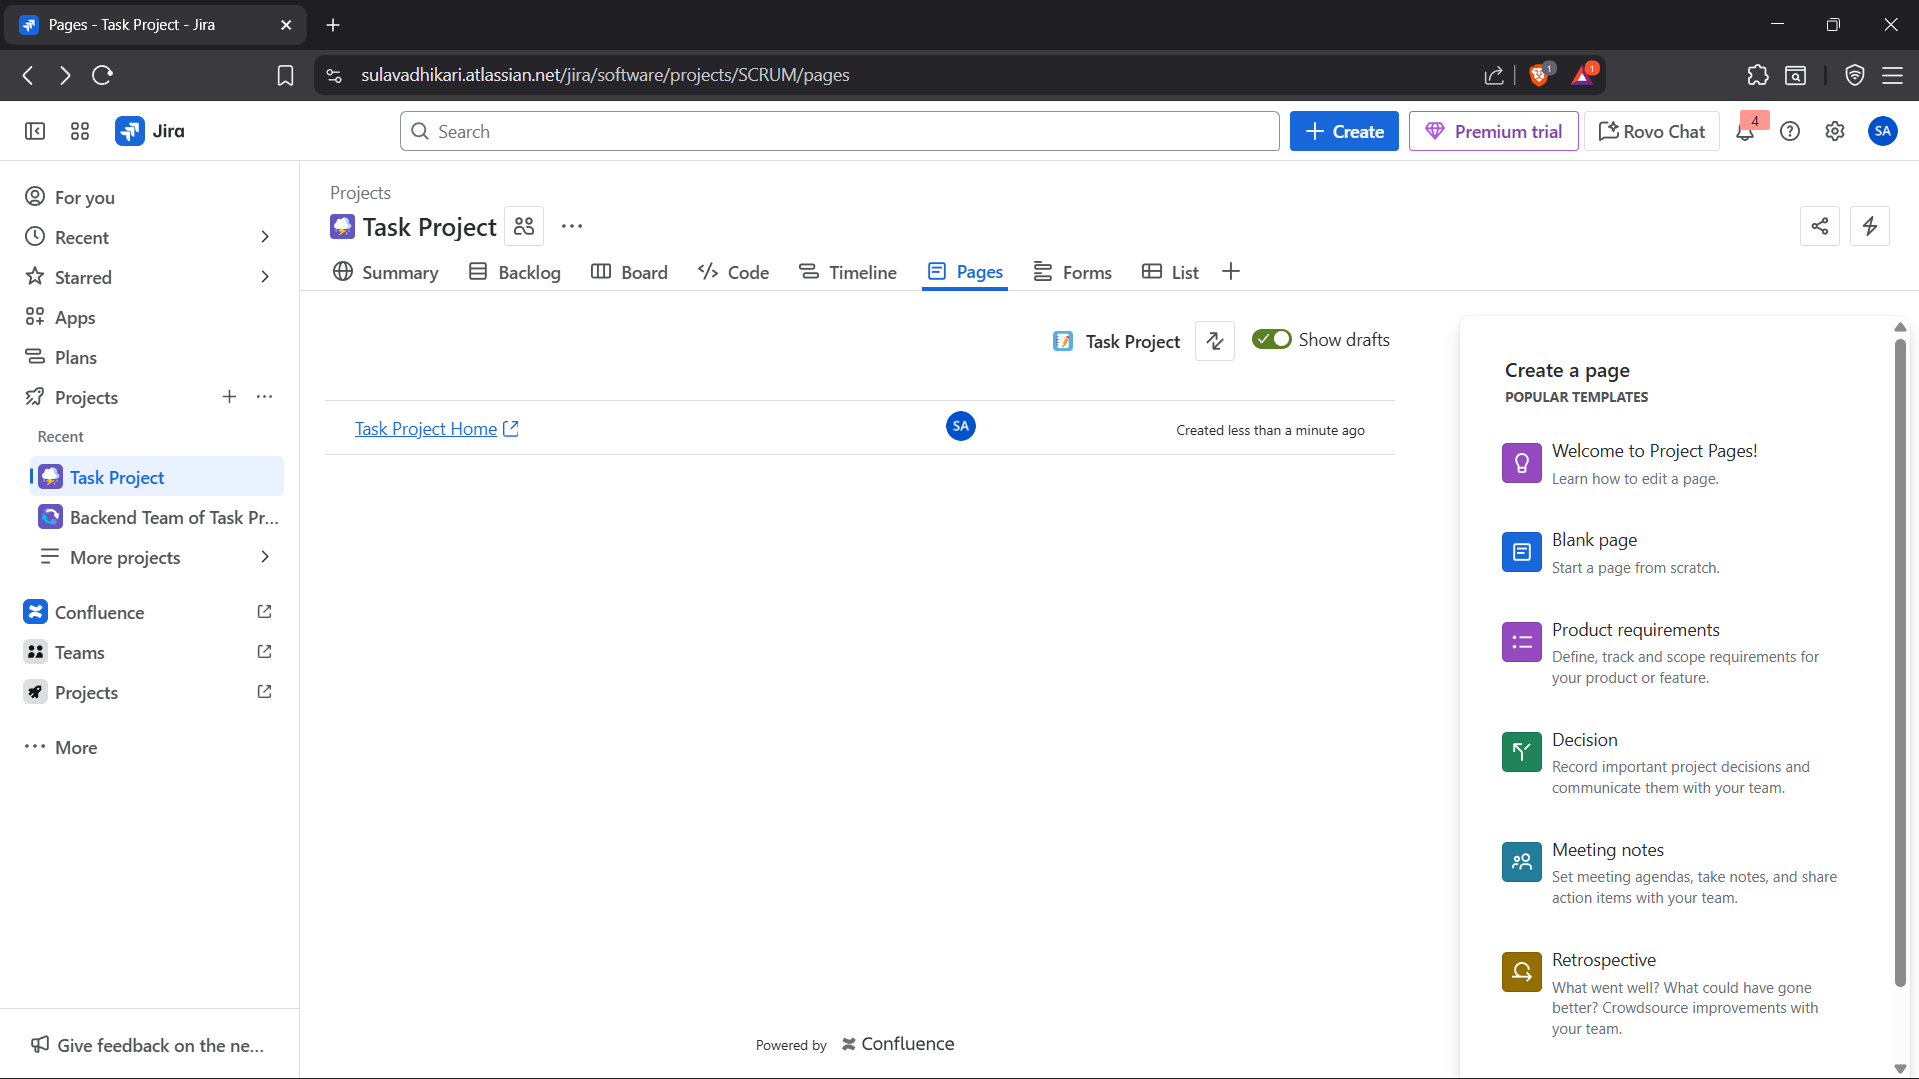 Pages - Task Project - Jira
sulavadhikari.atlassian.net/jira/software/projects/SCRUM/pages
1
1
Jira
Search
Create
Premium trial
Rovo Chat
4
SA
For you
Recent
Starred
Apps
Plans
Projects
Recent
Task Project
Backend Team of Task Pr...
More projects
Confluence
Teams
Projects
More
Give feedback on the ne...
Projects
Task Project
Summary
Backlog
Board
Code
Timeline
Pages
Forms
List
Task Project
Show drafts
Task Project Home
SA
Created less than a minute ago
Powered by Confluence
Create a page
POPULAR TEMPLATES
Welcome to Project Pages!
Learn how to edit a page.
Blank page
Start a page from scratch.
Product requirements
Define, track and scope requirements for
your product or feature.
Decision
Record important project decisions and
communicate them with your team.
Meeting notes
Set meeting agendas, take notes, and share
action items with your team.
Retrospective
What went well? What could have gone
better? Crowdsource improvements with
your team.